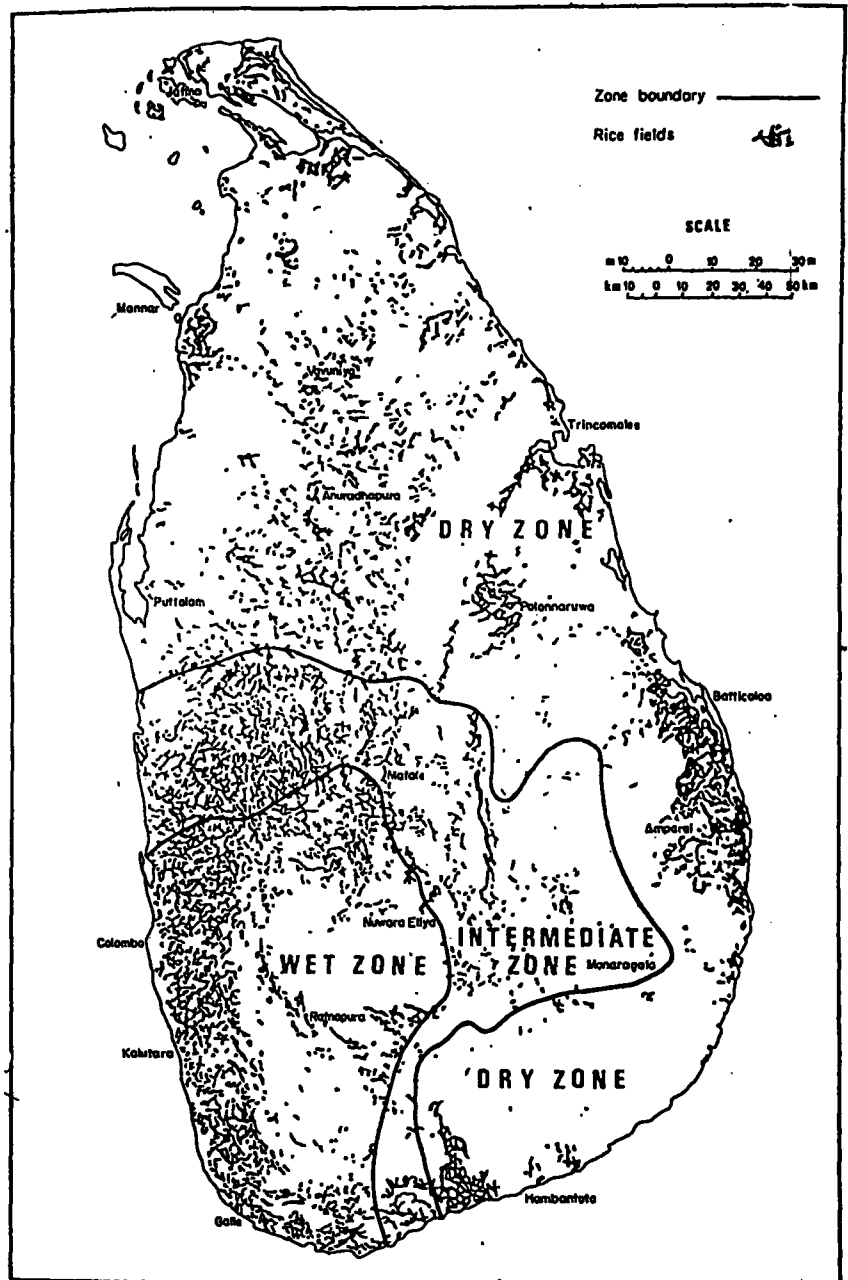 Zone boundary
Rice fields
SCALE
m 10 0 10 20 30 m
km 10 0 10 20 30 40 50 km
Jaffna
Mannar
Vavuniya
Trincomalee
Anuradhapura
DRY ZONE
Puttalam
Polonnaruwa
Batticaloa
Matale
Amparai
Nuwara Eliya
Colombo
INTERMEDIATE
WET ZONE
ZONE
Monaragala
Ratnapura
Kalutara
DRY ZONE
Hambantota
Galle